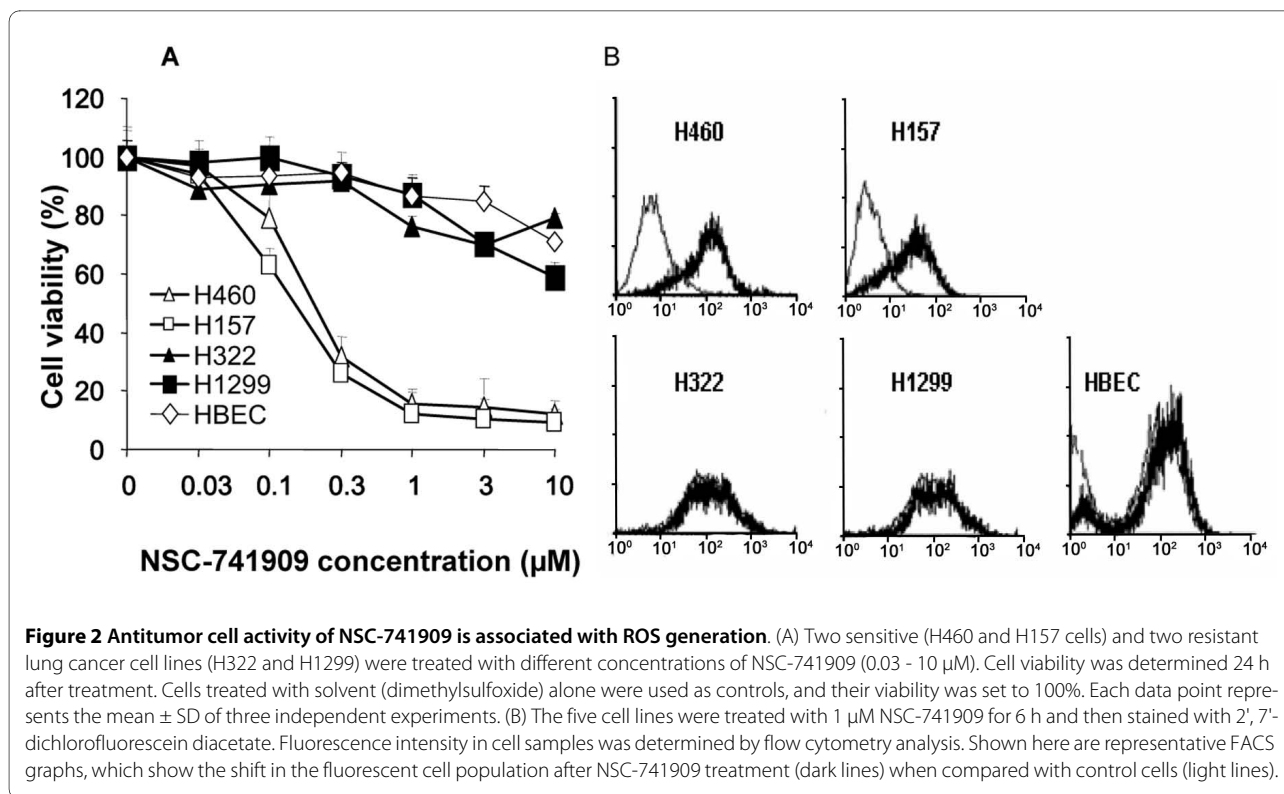 A
B
120
100
80
60
40
20
0
Cell viability (%)
H460
H157
H322
H1299
HBEC
0 0.03 0.1 0.3 1 3 10
NSC-741909 concentration (µM)
H460
10⁰ 10¹ 10² 10³ 10⁴
H157
10⁰ 10¹ 10² 10³ 10⁴
H322
10⁰ 10¹ 10² 10³ 10⁴
H1299
10⁰ 10¹ 10² 10³ 10⁴
HBEC
10⁰ 10¹ 10² 10³ 10⁴
Figure 2 Antitumor cell activity of NSC-741909 is associated with ROS generation. (A) Two sensitive (H460 and H157 cells) and two resistant
lung cancer cell lines (H322 and H1299) were treated with different concentrations of NSC-741909 (0.03 - 10 µM). Cell viability was determined 24 h
after treatment. Cells treated with solvent (dimethylsulfoxide) alone were used as controls, and their viability was set to 100%. Each data point repre-
sents the mean ± SD of three independent experiments. (B) The five cell lines were treated with 1 µM NSC-741909 for 6 h and then stained with 2', 7'-
dichlorofluorescein diacetate. Fluorescence intensity in cell samples was determined by flow cytometry analysis. Shown here are representative FACS
graphs, which show the shift in the fluorescent cell population after NSC-741909 treatment (dark lines) when compared with control cells (light lines).